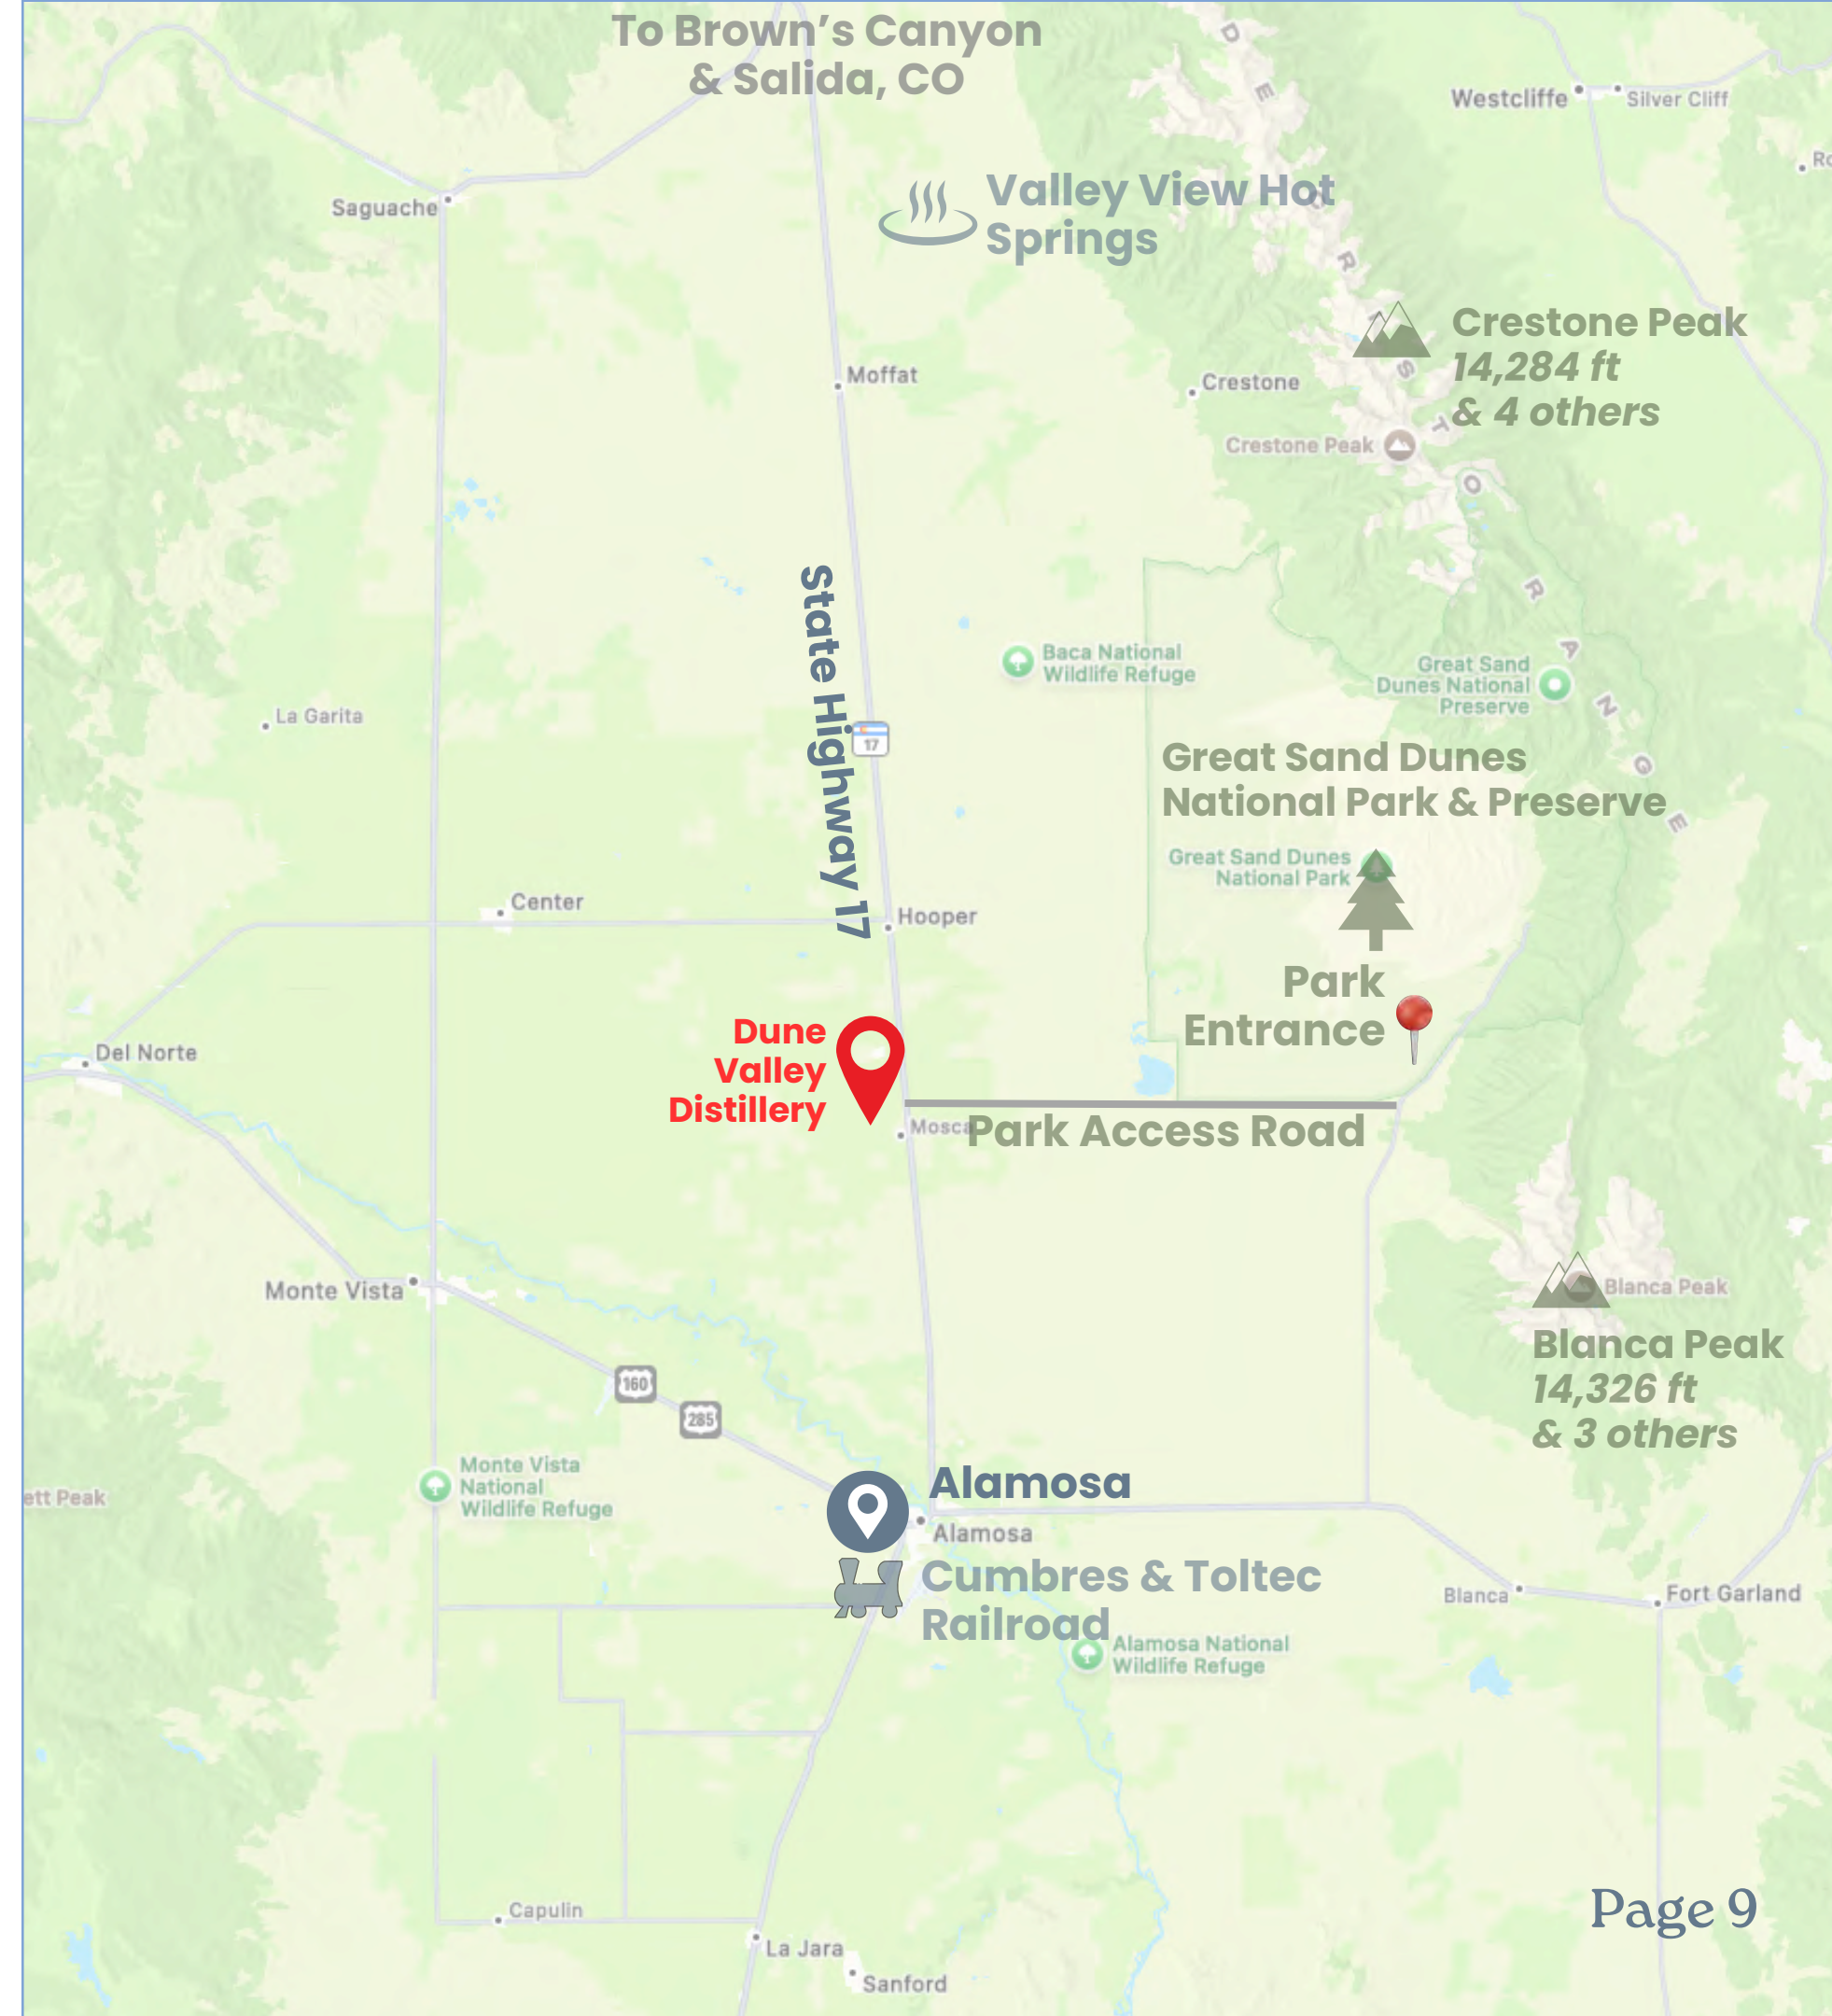 To Brown’s Canyon
& Salida, CO
Westcliffe
Silver Cliff
Ro
Saguache
Valley View Hot
Springs
Crestone Peak
14,284 ft
& 4 others
Moffat
Crestone
Crestone Peak
State Highway 17
17
Baca National
Wildlife Refuge
Great Sand
Dunes National
Preserve
La Garita
Great Sand Dunes
National Park & Preserve
Great Sand Dunes
National Park
Center
Hooper
Park
Entrance
Dune
Valley
Distillery
Del Norte
Mosca
Park Access Road
Monte Vista
Blanca Peak
Blanca Peak
14,326 ft
& 3 others
160
285
Monte Vista
National
Wildlife Refuge
ett Peak
Alamosa
Alamosa
Cumbres & Toltec
Railroad
Blanca
Fort Garland
Alamosa National
Wildlife Refuge
Capulin
La Jara
Sanford
Page 9